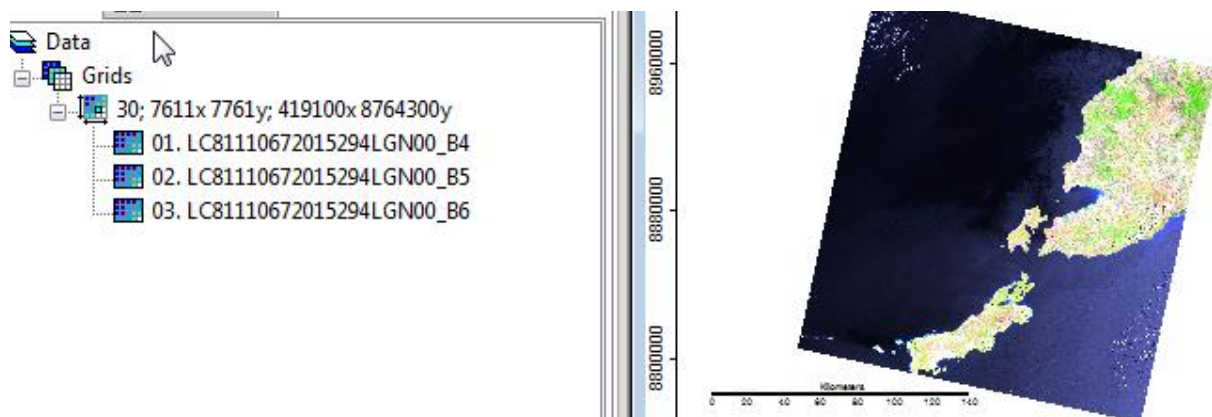 Data
Grids
30; 7611x 7761y; 419100x 8764300y
01. LC81110672015294LGN00_B4
02. LC81110672015294LGN00_B5
03. LC81110672015294LGN00_B6
8960000
8880000
8800000
Kilometers
0 20 40 60 80 100 120 140